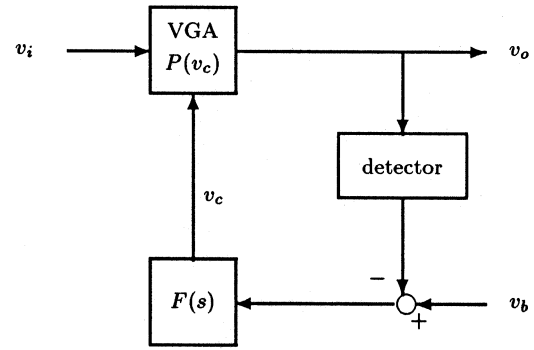 VGA
v_i
P(v_c)
v_o
detector
v_c
−
F(s)
v_b
+